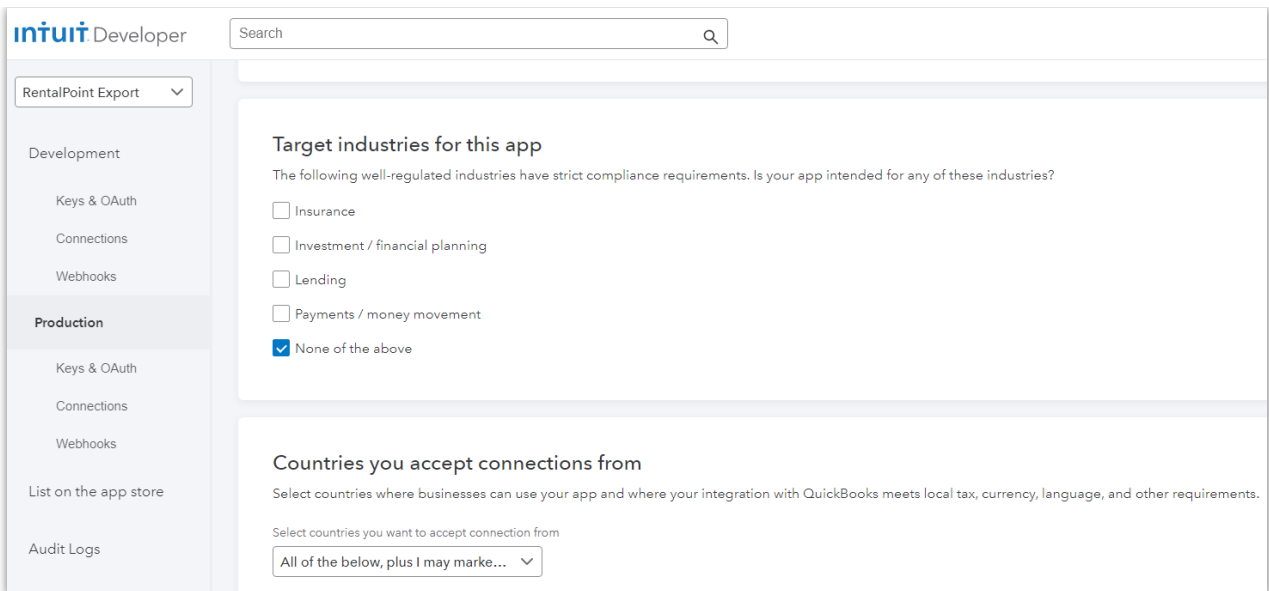 ıntuıt Developer
Search
RentalPoint Export
Development
Keys & OAuth
Connections
Webhooks
Production
Keys & OAuth
Connections
Webhooks
List on the app store
Audit Logs
Target industries for this app
The following well-regulated industries have strict compliance requirements. Is your app intended for any of these industries?
Insurance
Investment / financial planning
Lending
Payments / money movement
None of the above
Countries you accept connections from
Select countries where businesses can use your app and where your integration with QuickBooks meets local tax, currency, language, and other requirements.
Select countries you want to accept connection from
All of the below, plus I may marke...